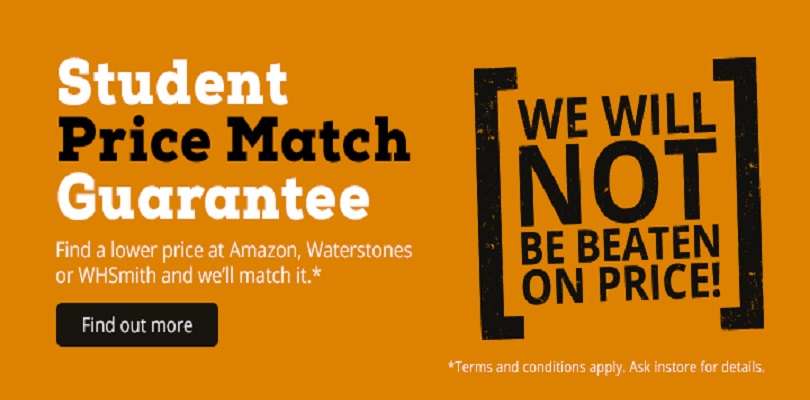 Student
Price Match
Guarantee
Find a lower price at Amazon, Waterstones
or WHSmith and we'll match it.*
Find out more
WE WILL
NOT
BE BEATEN
ON PRICE!
*Terms and conditions apply. Ask instore for details.